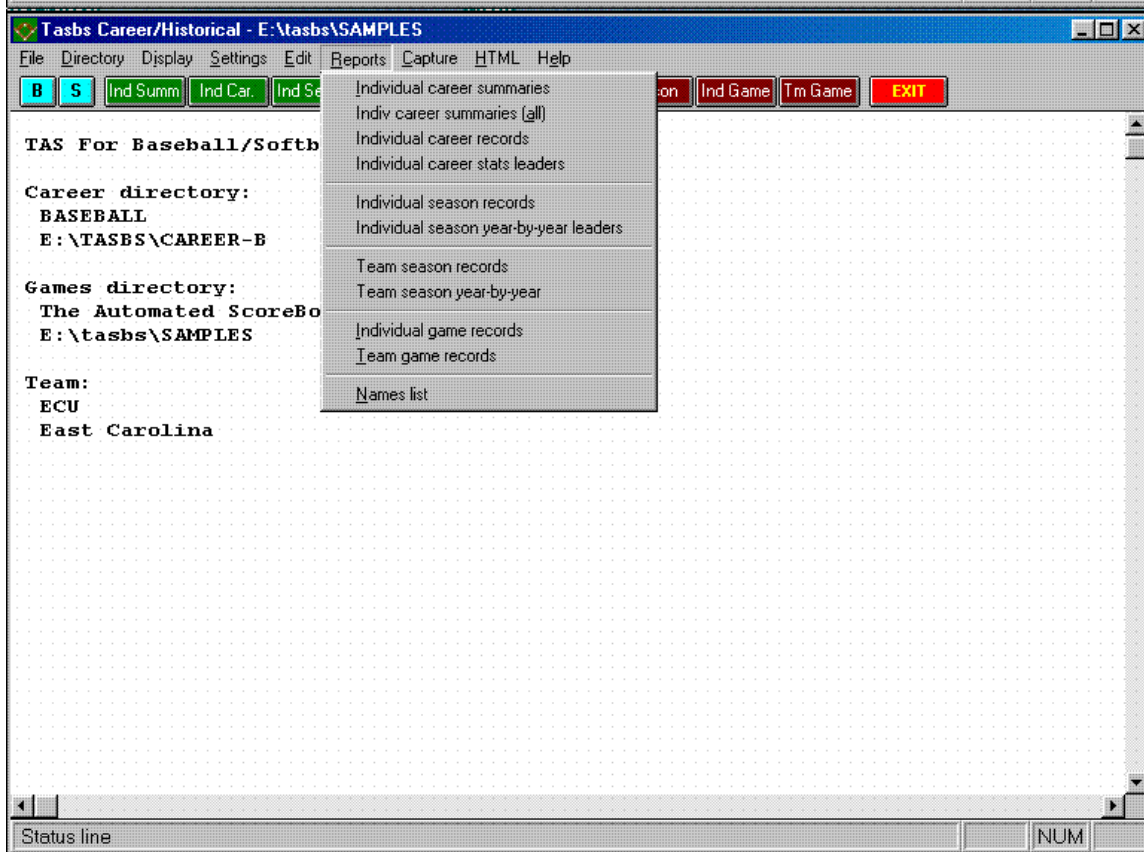 Tasbs Career/Historical - E:\tasbs\SAMPLES
File Directory Display Settings Edit Reports Capture HTML Help
B S Ind Summ Ind Car. Ind Se on Ind Game Tm Game EXIT
Individual career summaries
Indiv career summaries (all)
Individual career records
Individual career stats leaders
Individual season records
Individual season year-by-year leaders
Team season records
Team season year-by-year
Individual game records
Team game records
Names list
TAS For Baseball/Softb
Career directory:
BASEBALL
E:\TASBS\CAREER-B
Games directory:
The Automated ScoreBo
E:\tasbs\SAMPLES
Team:
ECU
East Carolina
Status line
NUM